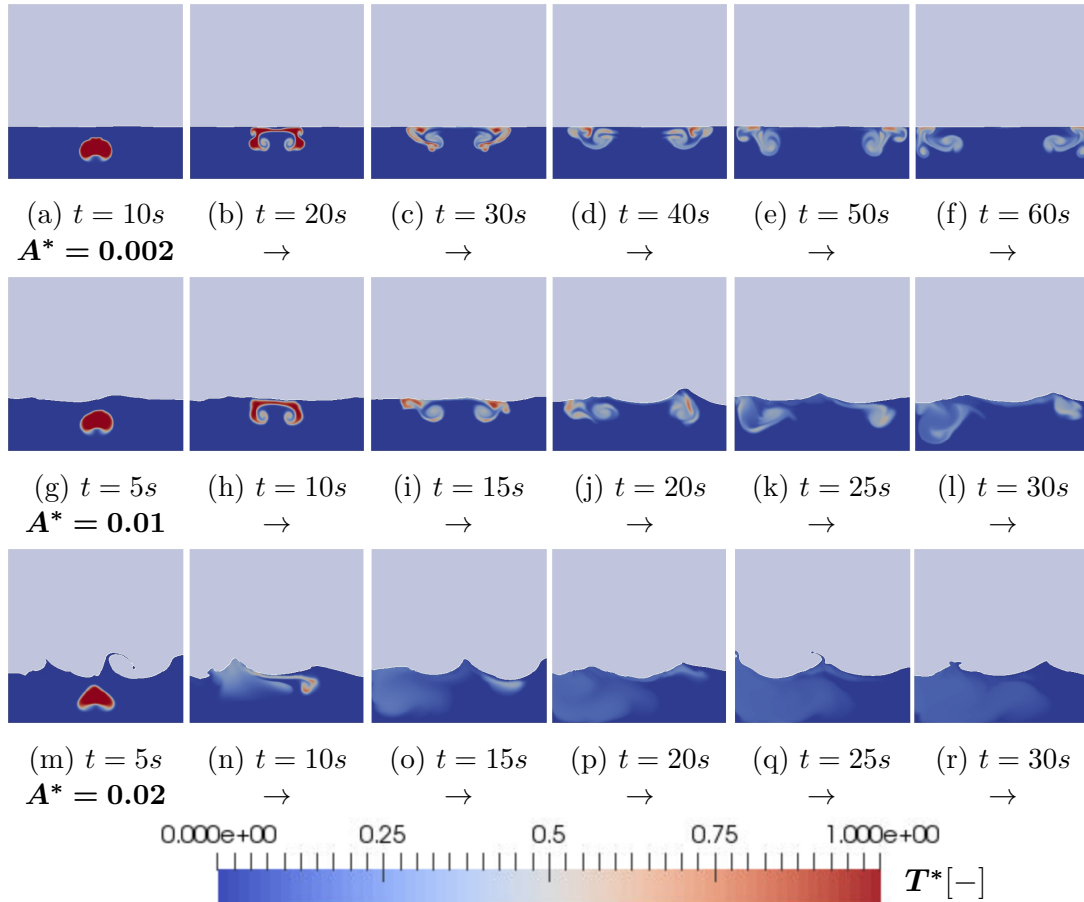 (a) t = 10s (b) t = 20s (c) t = 30s (d) t = 40s (e) t = 50s (f) t = 60s
A* = 0.002 → → → → →
(g) t = 5s (h) t = 10s (i) t = 15s (j) t = 20s (k) t = 25s (l) t = 30s
A* = 0.01 → → → → →
(m) t = 5s (n) t = 10s (o) t = 15s (p) t = 20s (q) t = 25s (r) t = 30s
A* = 0.02 → → → → →
0.000e+00 0.25 0.5 0.75 1.000e+00
T*[−]